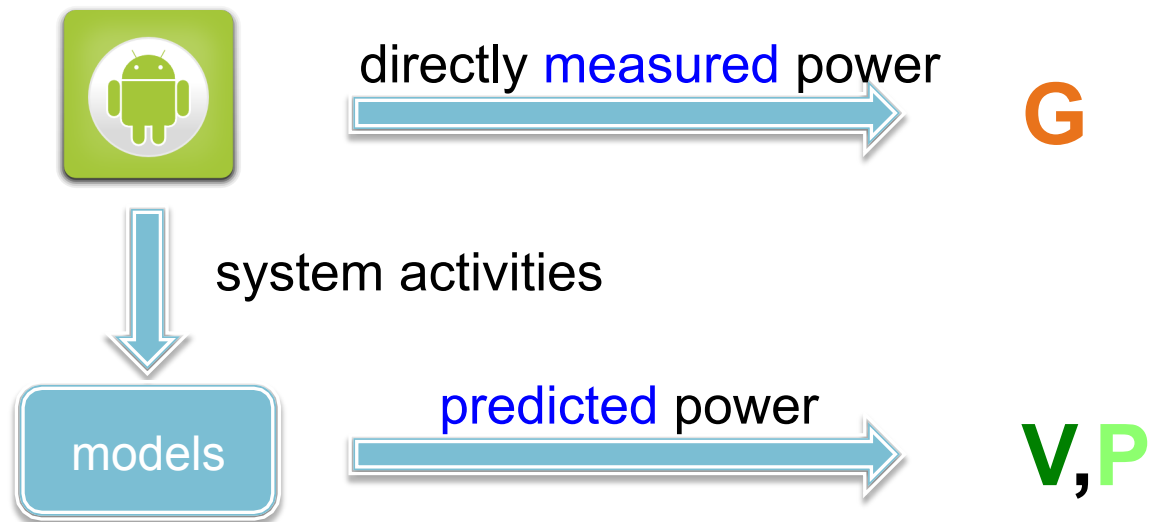 directly measured power
G
system activities
predicted power
models
V,P